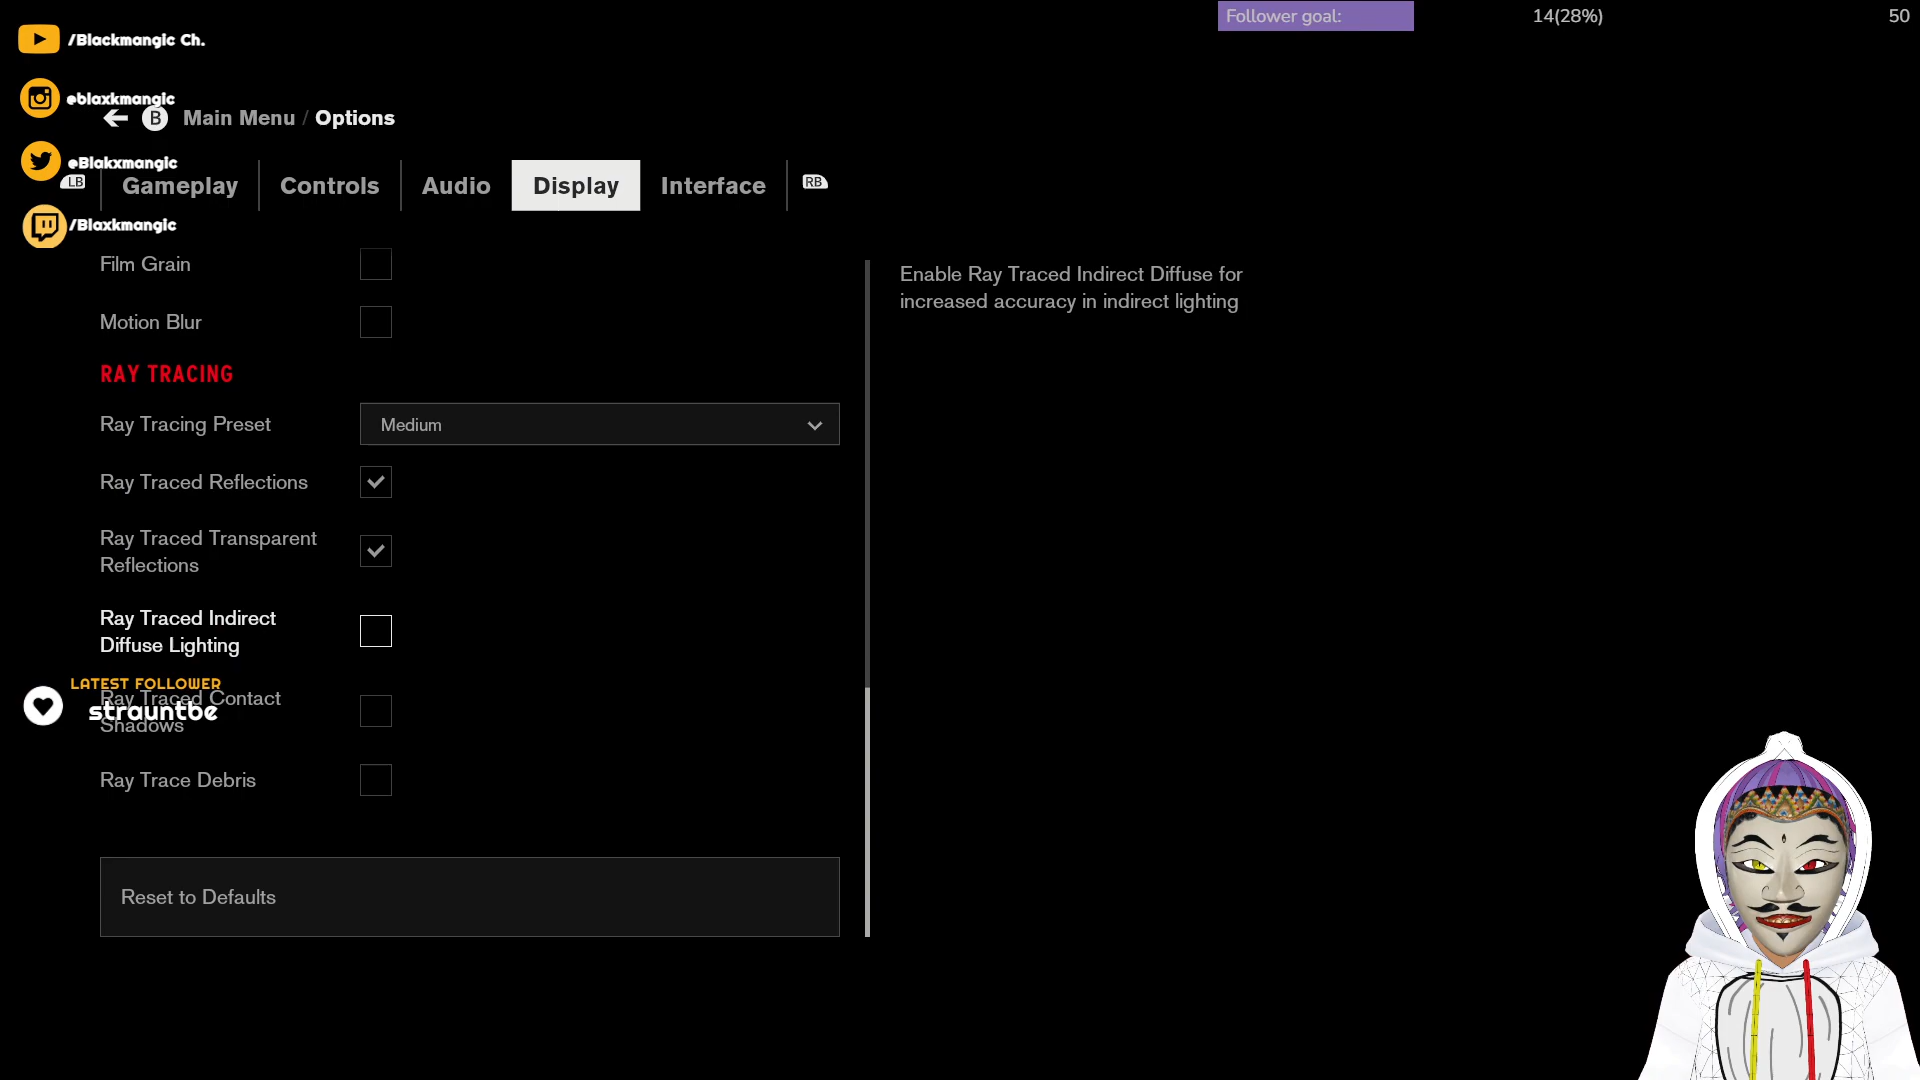 Follower goal: 14(28%) 50
/Blackmangic Ch.
@blaxkmangic
B Main Menu / Options
@Blakxmangic
LB Gameplay Controls Audio Display Interface RB
/Blaxkmangic
Film Grain
Motion Blur
RAY TRACING
Ray Tracing Preset Medium
Ray Traced Reflections
Ray Traced Transparent
Reflections
Ray Traced Indirect
Diffuse Lighting
LATEST FOLLOWER
Ray Traced Contact
strauntbe
Shadows
Ray Trace Debris
Reset to Defaults
Enable Ray Traced Indirect Diffuse for
increased accuracy in indirect lighting